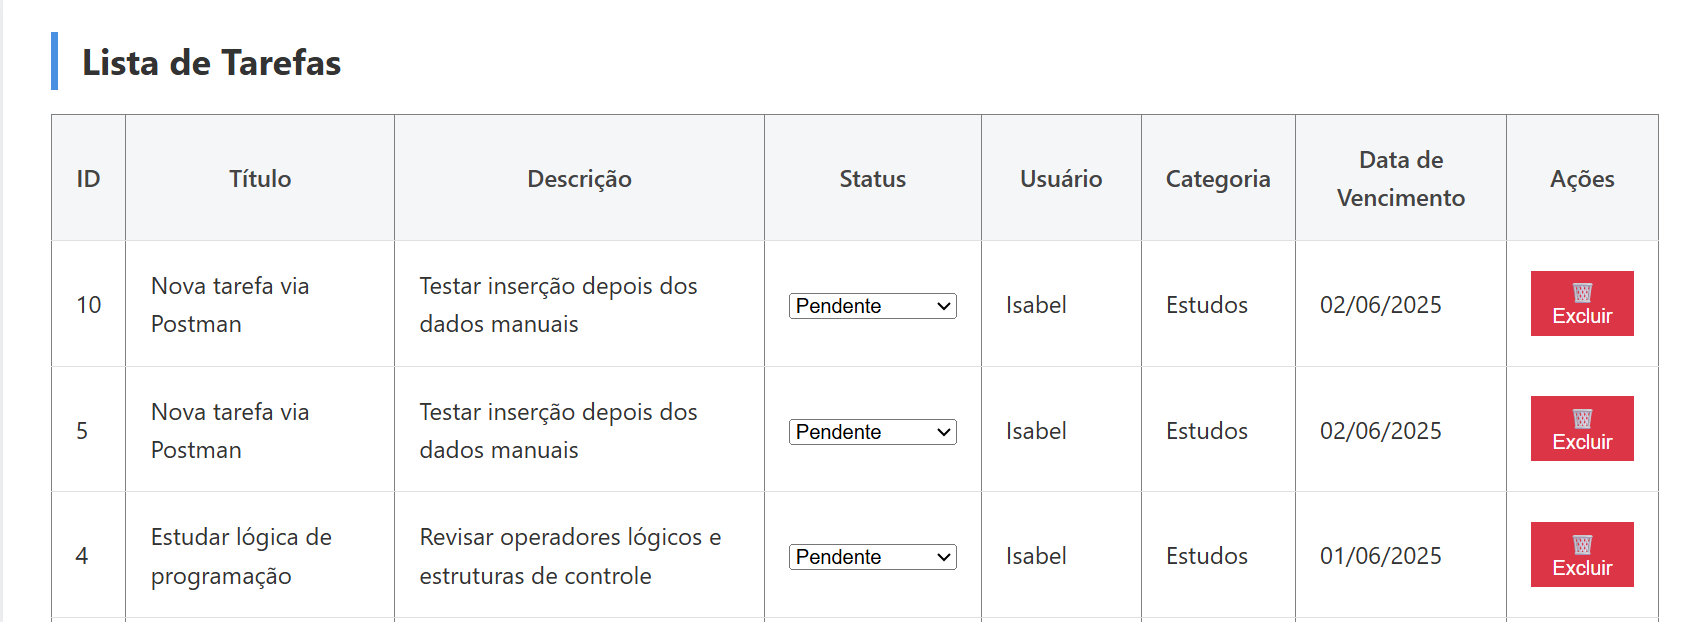 Lista de Tarefas
ID Título Descrição Status Usuário Categoria Data de Vencimento Ações
10 Nova tarefa via Postman Testar inserção depois dos dados manuais Pendente Isabel Estudos 02/06/2025 Excluir
5 Nova tarefa via Postman Testar inserção depois dos dados manuais Pendente Isabel Estudos 02/06/2025 Excluir
4 Estudar lógica de programação Revisar operadores lógicos e estruturas de controle Pendente Isabel Estudos 01/06/2025 Excluir